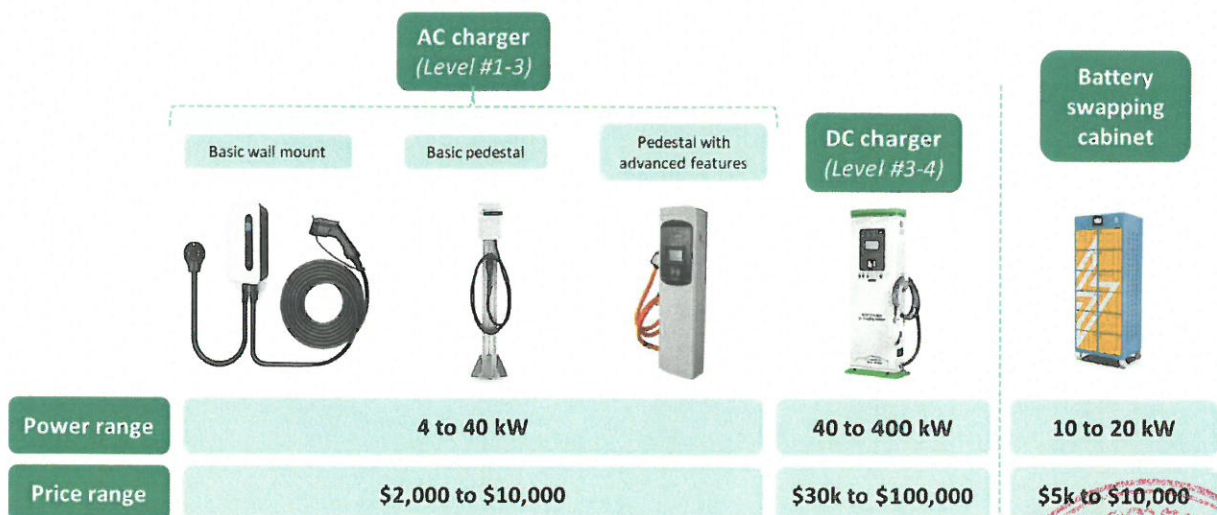 AC charger
(Level #1-3)
Battery
swapping
cabinet
Basic wall mount
Basic pedestal
Pedestal with
advanced features
DC charger
(Level #3-4)
Power range
4 to 40 kW
40 to 400 kW
10 to 20 kW
Price range
$2,000 to $10,000
$30k to $100,000
$5k to $10,000